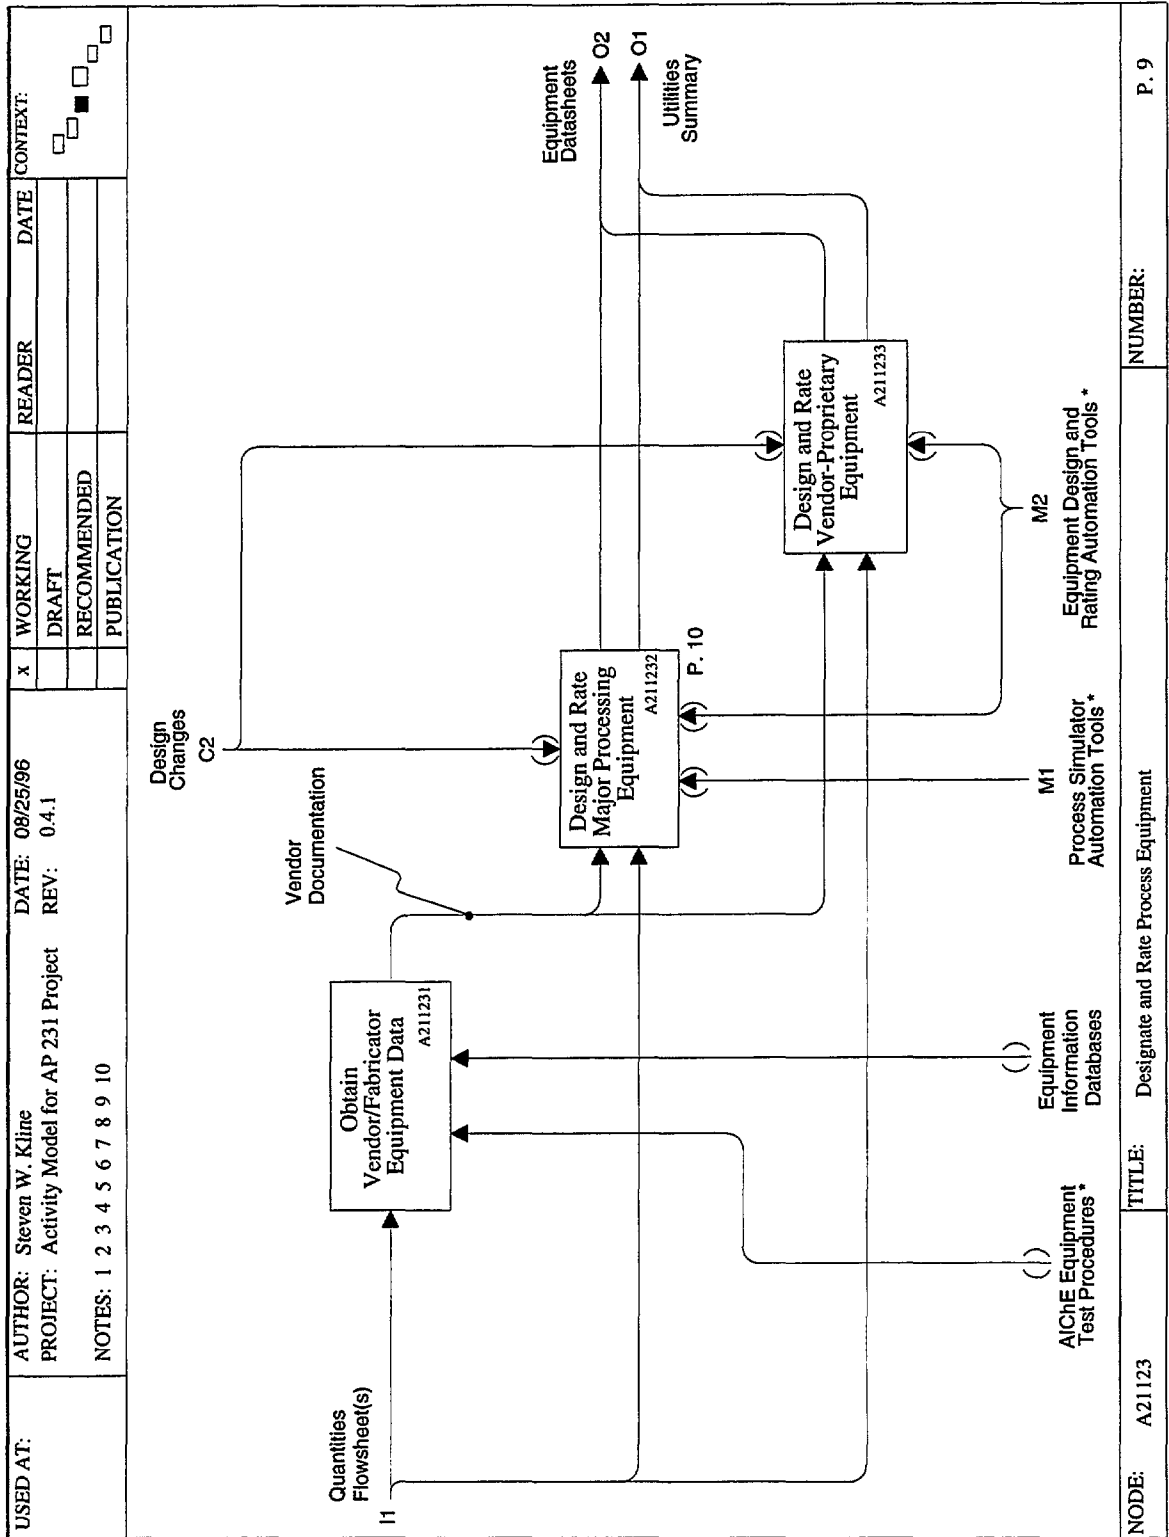 USED AT:
AUTHOR: Steven W. Kline
PROJECT: Activity Model for AP 231 Project
NOTES: 1 2 3 4 5 6 7 8 9 10
DATE: 08/25/96
REV: 0.4.1
x WORKING
DRAFT
RECOMMENDED
PUBLICATION
READER DATE
CONTEXT:
Quantities
Flowsheet(s)
I1
Obtain
Vendor/Fabricator
Equipment Data
A211231
Vendor
Documentation
Design
Changes
C2
Design and Rate
Major Processing
Equipment
A211232
P. 10
Design and Rate
Vendor-Proprietary
Equipment
A211233
Equipment
Datasheets
O2
O1
Utilities
Summary
AIChE Equipment
Test Procedures *
Equipment
Information
Databases
M1
Process Simulator
Automation Tools *
M2
Equipment Design and
Rating Automation Tools *
NODE: A21123
TITLE: Designate and Rate Process Equipment
NUMBER: P. 9